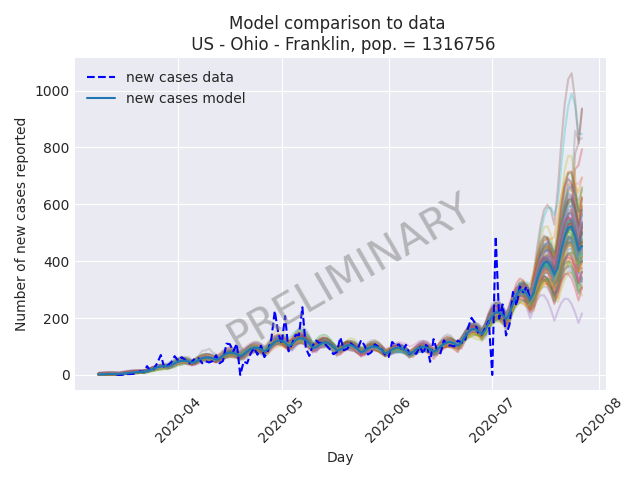 Model comparison to data
US - Ohio - Franklin, pop. = 1316756
new cases data
new cases model
Number of new cases reported
1000
800
600
400
200
0
PRELIMINARY
2020-04
2020-05
2020-06
2020-07
2020-08
Day